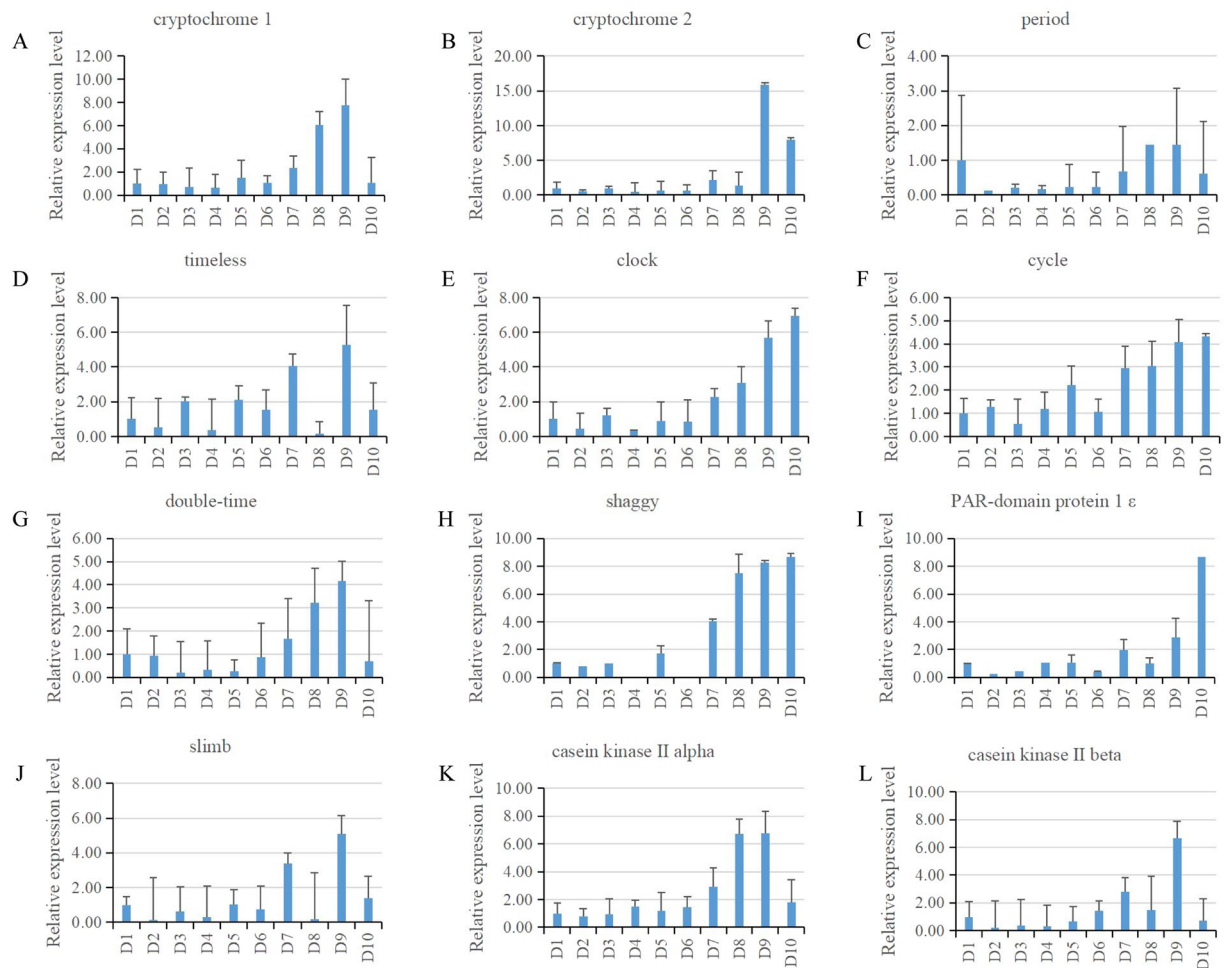 A
cryptochrome 1
Relative expression level
12.00
10.00
8.00
6.00
4.00
2.00
0.00
D1 D2 D3 D4 D5 D6 D7 D8 D9 D10
B
cryptochrome 2
Relative expression level
20.00
15.00
10.00
5.00
0.00
D1 D2 D3 D4 D5 D6 D7 D8 D9 D10
C
period
Relative expression level
4.00
3.00
2.00
1.00
0.00
D1 D2 D3 D4 D5 D6 D7 D8 D9 D10
D
timeless
Relative expression level
8.00
6.00
4.00
2.00
0.00
D1 D2 D3 D4 D5 D6 D7 D8 D9 D10
E
clock
Relative expression level
8.00
6.00
4.00
2.00
0.00
D1 D2 D3 D4 D5 D6 D7 D8 D9 D10
F
cycle
Relative expression level
6.00
5.00
4.00
3.00
2.00
1.00
0.00
D1 D2 D3 D4 D5 D6 D7 D8 D9 D10
G
double-time
Relative expression level
6.00
5.00
4.00
3.00
2.00
1.00
0.00
D1 D2 D3 D4 D5 D6 D7 D8 D9 D10
H
shaggy
Relative expression level
10.00
8.00
6.00
4.00
2.00
0.00
D1 D2 D3 D4 D5 D6 D7 D8 D9 D10
I
PAR-domain protein 1 ε
Relative expression level
10.00
8.00
6.00
4.00
2.00
0.00
D1 D2 D3 D4 D5 D6 D7 D8 D9 D10
J
slimb
Relative expression level
8.00
6.00
4.00
2.00
0.00
D1 D2 D3 D4 D5 D6 D7 D8 D9 D10
K
casein kinase II alpha
Relative expression level
10.00
8.00
6.00
4.00
2.00
0.00
D1 D2 D3 D4 D5 D6 D7 D8 D9 D10
L
casein kinase II beta
Relative expression level
10.00
8.00
6.00
4.00
2.00
0.00
D1 D2 D3 D4 D5 D6 D7 D8 D9 D10